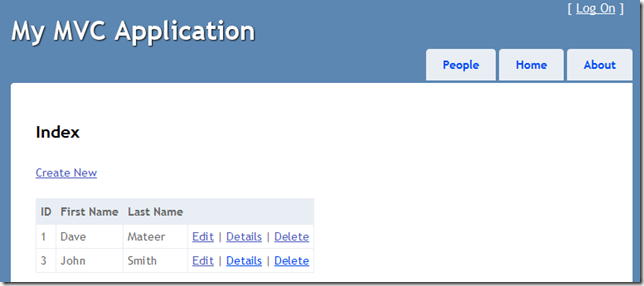 [ Log On ]
My MVC Application
People Home About
Index
Create New
ID First Name Last Name
1 Dave Mateer Edit | Details | Delete
3 John Smith Edit | Details | Delete